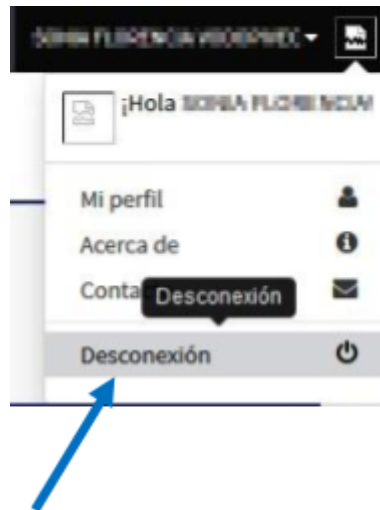 ¡Hola
Mi perfil
Acerca de
Conta
Desconexión
Desconexión